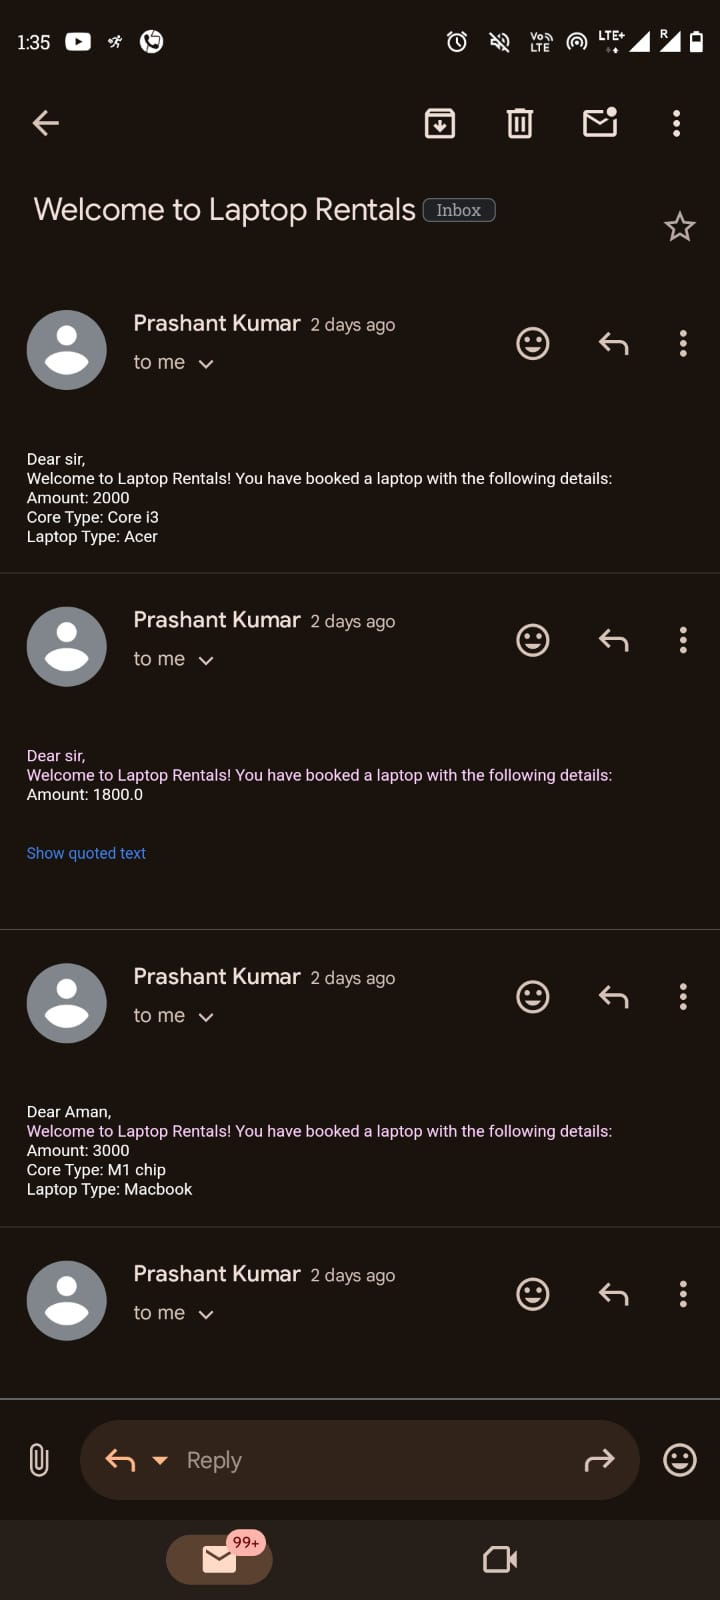 1:35
Vo LTE
LTE+
R
Welcome to Laptop Rentals Inbox
Prashant Kumar 2 days ago
to me
Dear sir,
Welcome to Laptop Rentals! You have booked a laptop with the following details:
Amount: 2000
Core Type: Core i3
Laptop Type: Acer
Prashant Kumar 2 days ago
to me
Dear sir,
Welcome to Laptop Rentals! You have booked a laptop with the following details:
Amount: 1800.0
Show quoted text
Prashant Kumar 2 days ago
to me
Dear Aman,
Welcome to Laptop Rentals! You have booked a laptop with the following details:
Amount: 3000
Core Type: M1 chip
Laptop Type: Macbook
Prashant Kumar 2 days ago
to me
Reply
99+